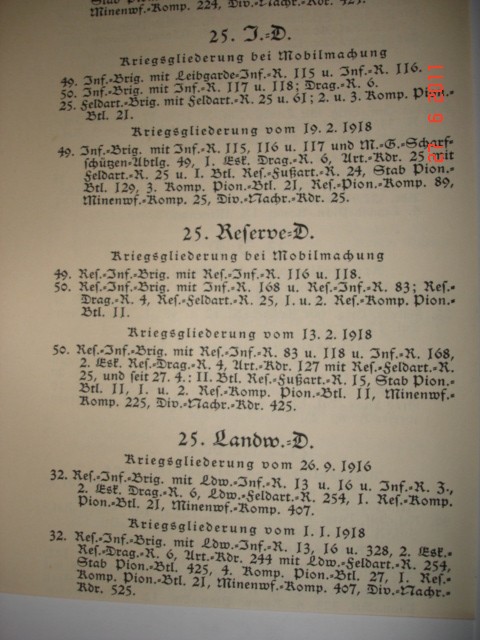 Minenwf.-Komp. 224, Div.-Nachr.-Kdr. 425.
25. I.-D.
Kriegsgliederung bei Mobilmachung
49. Inf.-Brig. mit Leibgarde-Inf.-R. 115 u. Inf.-R. 116.
50. Inf.-Brig. mit Inf.-R. 117 u. 118; Drag.-R. 6.
25. Feldart.-Brig. mit Feldart.-R. 25 u. 61; 2. u. 3. Komp. Pion.-
Btl. 21.
Kriegsgliederung vom 19. 2. 1918
49. Inf.-Brig. mit Inf.-R. 115, 116 u. 117 und M.-G.-Scharf-
schützen-Abtlg. 49, 1. Esk. Drag.-R. 6, Art.-Kdr. 25 mit
Feldart.-R. 25 u. I. Btl. Res.-Fußart.-R. 24, Stab Pion.-
Btl. 129, 3. Komp. Pion.-Btl. 21, Res.-Pion.-Komp. 89,
Minenwf.-Komp. 25, Div.-Nachr.-Kdr. 25.
25. Reserve-D.
Kriegsgliederung bei Mobilmachung
49. Res.-Inf.-Brig. mit Res.-Inf.-R. 116 u. 118.
50. Res.-Inf.-Brig. mit Inf.-R. 168 u. Res.-Inf.-R. 83; Res.-
Drag.-R. 4, Res.-Feldart.-R. 25, 1. u. 2. Res.-Komp. Pion.-
Btl. 11.
Kriegsgliederung vom 13. 2. 1918
50. Res.-Inf.-Brig. mit Res.-Inf.-R. 83 u. 118 u. Inf.-R. 168,
2. Esk. Res.-Drag.-R. 4, Art.-Kdr. 127 mit Res.-Feldart.-R.
25, und seit 27. 4.: II. Btl. Res.-Fußart.-R. 15, Stab Pion.-
Btl. 11, 1. u. 2. Res.-Komp. Pion.-Btl. 11, Minenwf.-
Komp. 225, Div.-Nachr.-Kdr. 425.
25. Landw.-D.
Kriegsgliederung vom 26. 9. 1916
32. Res.-Inf.-Brig. mit Ldw.-Inf.-R. 13 u. 16 u. Inf.-R. 3.,
2. Esk. Drag.-R. 6, Ldw.-Feldart.-R. 254, 1. Res.-Komp.
Pion.-Btl. 21, Minenwf.-Komp. 407.
Kriegsgliederung vom 1. 1. 1918
32. Res.-Inf.-Brig. mit Ldw.-Inf.-R. 13, 16 u. 328, 2. Esk.-
Res.-Drag.-R. 6, Art.-Kdr. 244 mit Ldw.-Feldart.-R. 254,
Stab Pion.-Btl. 425, 4. Komp. Pion.-Btl. 27, 1. Res.-
Komp. Pion.-Btl. 21, Minenwf.-Komp. 407, Div.-Nachr.-
Kdr. 525.